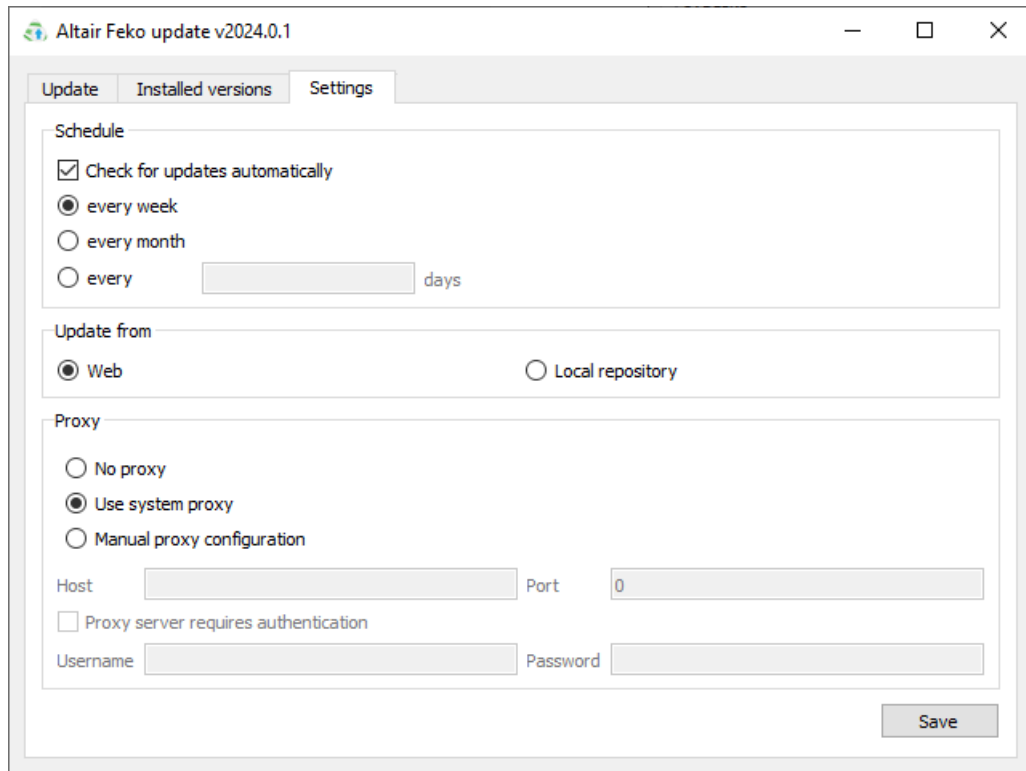 Altair Feko update v2024.0.1
Update Installed versions Settings
Schedule
Check for updates automatically
every week
every month
every days
Update from
Web Local repository
Proxy
No proxy
Use system proxy
Manual proxy configuration
Host Port 0
Proxy server requires authentication
Username Password
Save